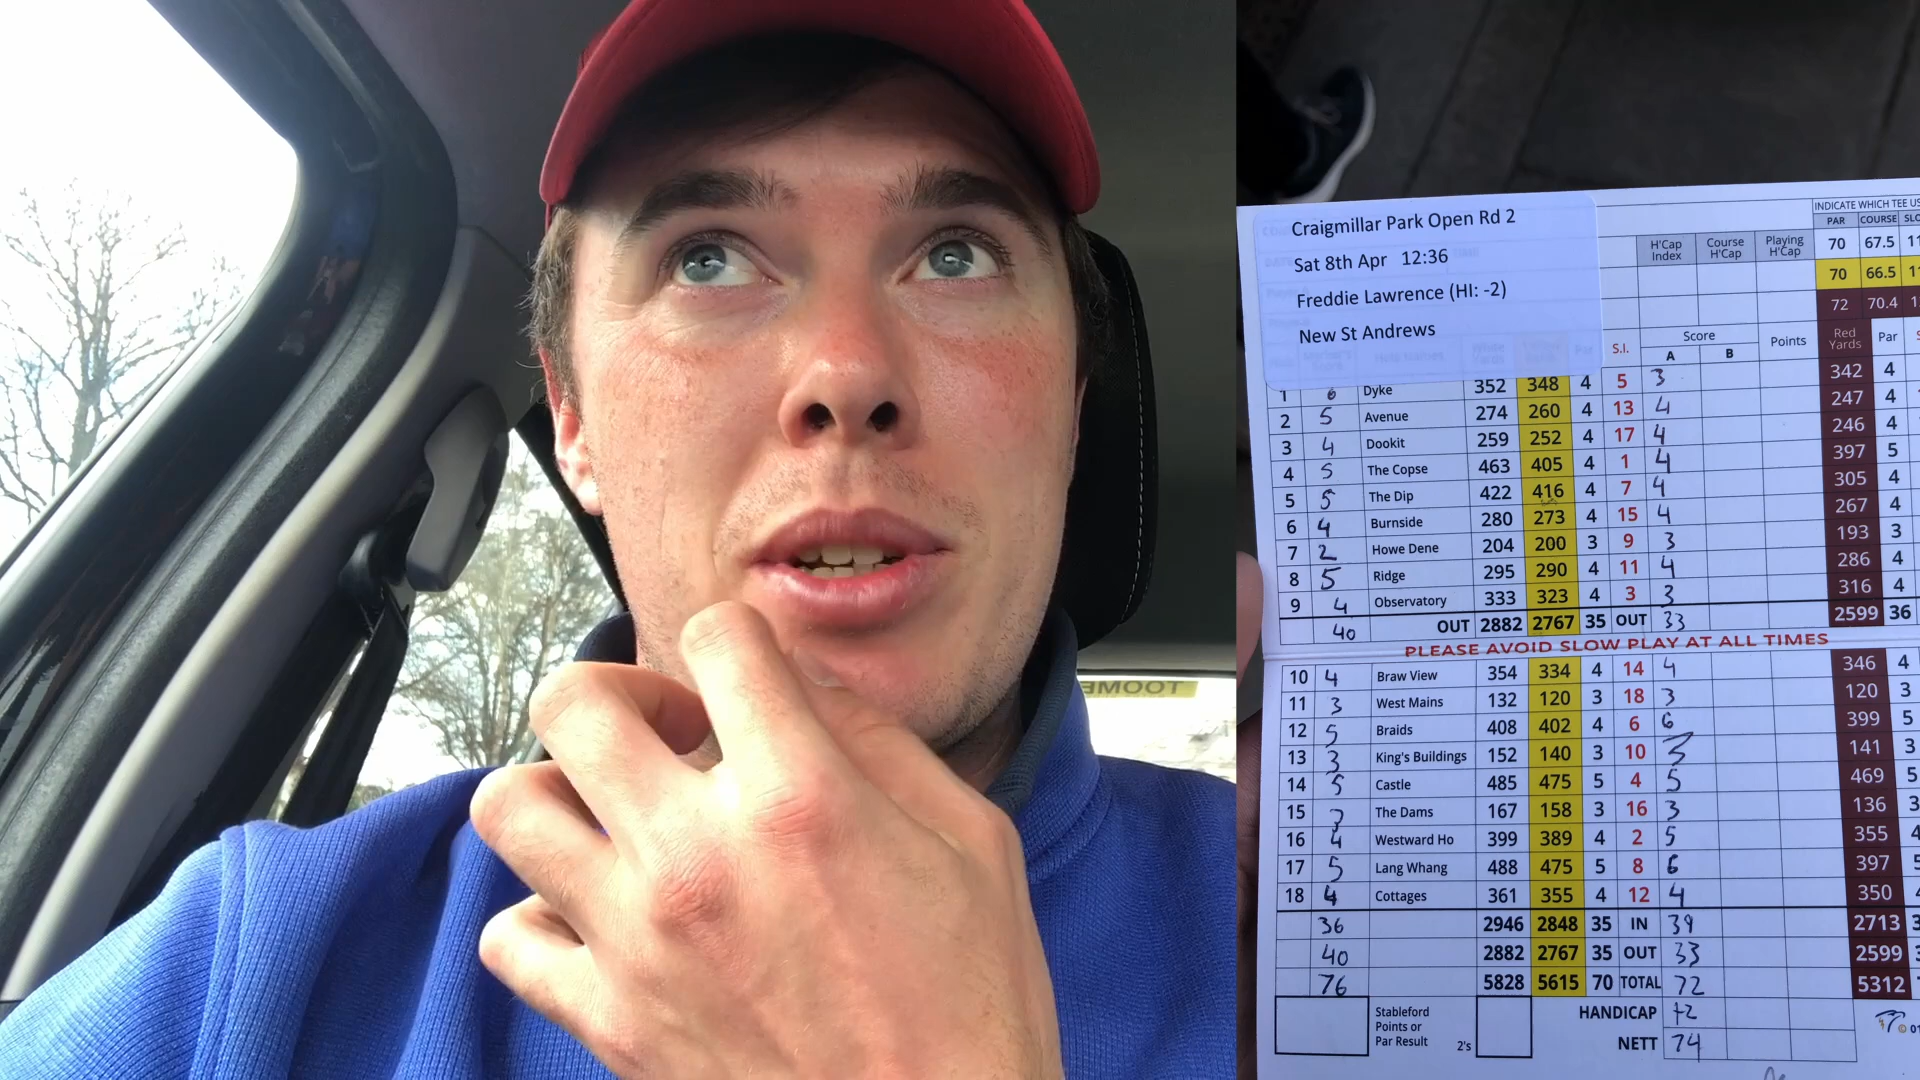 TOOME
Craigmillar Park Open Rd 2
Sat 8th Apr 12:36
Freddie Lawrence (HI: -2)
New St Andrews
INDICATE WHICH TEE US
H'Cap Index Course H'Cap Playing H'Cap PAR COURSE SLO
70 67.5 11
70 66.5 11
72 70.4 1
S.I. Score A B Points Red Yards Par S
1 6 Dyke 352 348 4 5 3 342 4
2 5 Avenue 274 260 4 13 4 247 4
3 4 Dookit 259 252 4 17 4 246 4
4 5 The Copse 463 405 4 1 4 397 5
5 5 The Dip 422 416 4 7 4 305 4
6 4 Burnside 280 273 4 15 4 267 4
7 2 Howe Dene 204 200 3 9 3 193 3
8 5 Ridge 295 290 4 11 4 286 4
9 4 Observatory 333 323 4 3 3 316 4
40 OUT 2882 2767 35 OUT 33 2599 36
PLEASE AVOID SLOW PLAY AT ALL TIMES
10 4 Braw View 354 334 4 14 4 346 4
11 3 West Mains 132 120 3 18 3 120 3
12 5 Braids 408 402 4 6 6 399 5
13 3 King's Buildings 152 140 3 10 3 141 3
14 5 Castle 485 475 5 4 5 469 5
15 3 The Dams 167 158 3 16 3 136 3
16 4 Westward Ho 399 389 4 2 5 355 4
17 5 Lang Whang 488 475 5 8 6 397 5
18 4 Cottages 361 355 4 12 4 350 4
36 2946 2848 35 IN 39 2713 3
40 2882 2767 35 OUT 33 2599 3
76 5828 5615 70 TOTAL 72 5312
Stableford Points or Par Result 2's HANDICAP +2 © 01
NETT 74